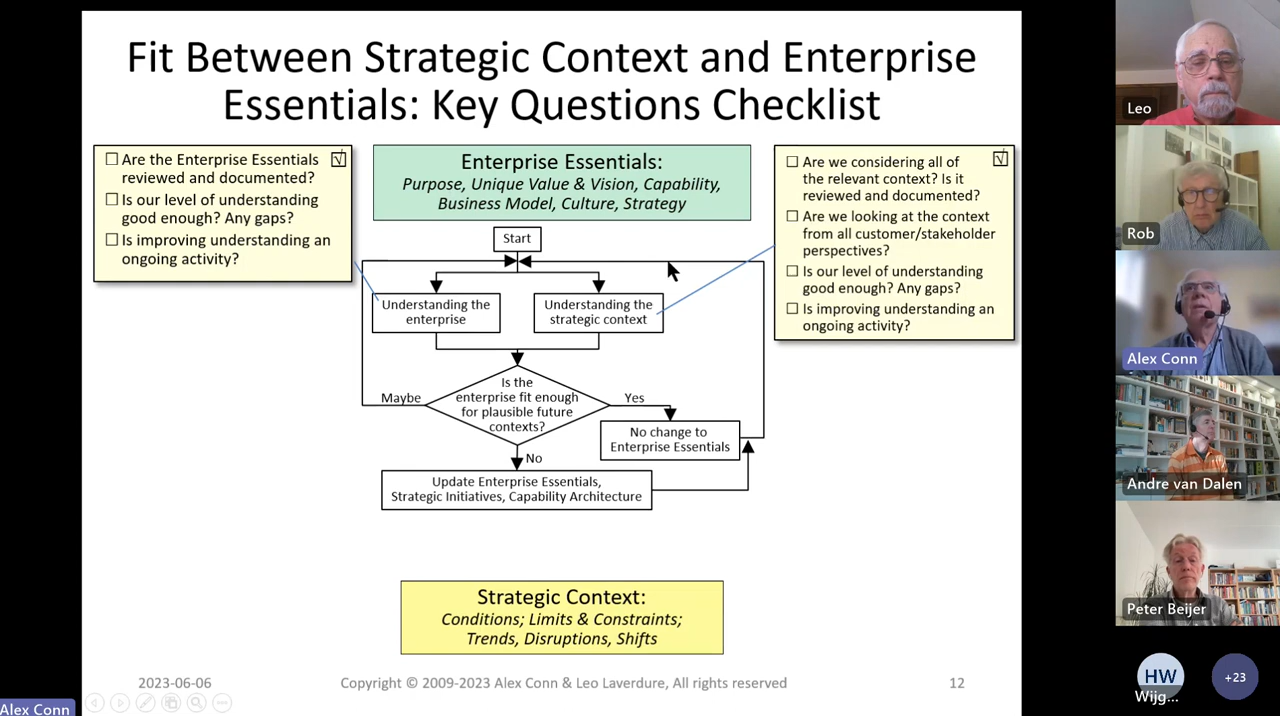 Fit Between Strategic Context and Enterprise
Essentials: Key Questions Checklist
☐ Are the Enterprise Essentials
reviewed and documented?
☐ Is our level of understanding
good enough? Any gaps?
☐ Is improving understanding an
ongoing activity?
√
Enterprise Essentials:
Purpose, Unique Value & Vision, Capability,
Business Model, Culture, Strategy
☐ Are we considering all of
the relevant context? Is it
reviewed and documented?
☐ Are we looking at the context
from all customer/stakeholder
perspectives?
☐ Is our level of understanding
good enough? Any gaps?
☐ Is improving understanding an
ongoing activity?
√
Start
Understanding the
enterprise
Understanding the
strategic context
Is the
enterprise fit enough
for plausible future
contexts?
Maybe
Yes
No
No change to
Enterprise Essentials
Update Enterprise Essentials,
Strategic Initiatives, Capability Architecture
Strategic Context:
Conditions; Limits & Constraints;
Trends, Disruptions, Shifts
2023-06-06
Copyright © 2009-2023 Alex Conn & Leo Laverdure, All rights reserved
12
Alex Conn
Leo
Rob
Alex Conn
Andre van Dalen
Peter Beijer
HW
Wijg...
+23